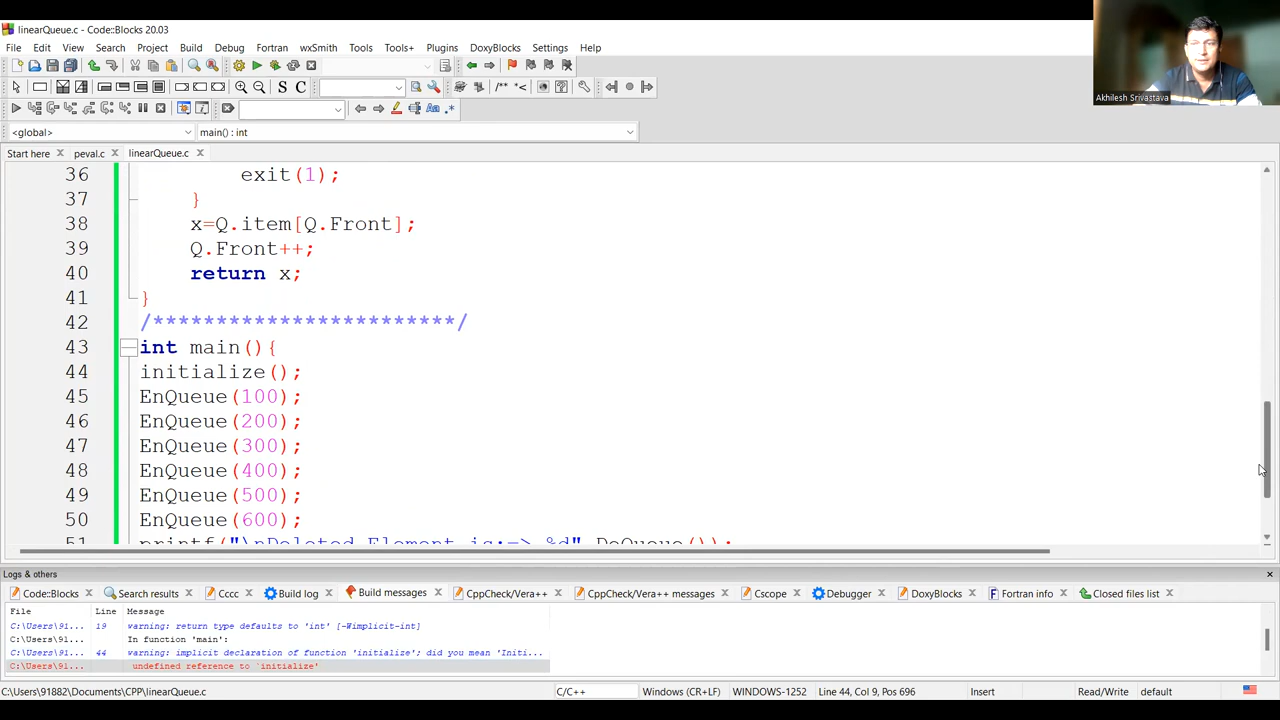 linearQueue.c - Code::Blocks 20.03
File Edit View Search Project Build Debug Fortran wxSmith Tools Tools+ Plugins DoxyBlocks Settings Help
S C /** *<
Aa .*
Akhilesh Srivastava
<global> main() : int
Start here peval.c linearQueue.c
36 exit(1);
37 }
38 x=Q.item[Q.Front];
39 Q.Front++;
40 return x;
41 }
42 /************************/
43 int main(){
44 initialize();
45 EnQueue(100);
46 EnQueue(200);
47 EnQueue(300);
48 EnQueue(400);
49 EnQueue(500);
50 EnQueue(600);
51 printf("\nDeleted Element is:=> %d",DeQueue());
Logs & others
Code::Blocks Search results Cccc Build log Build messages CppCheck/Vera++ CppCheck/Vera++ messages Cscope Debugger DoxyBlocks Fortran info Closed files list
File Line Message
C:\Users\91... 19 warning: return type defaults to 'int' [-Wimplicit-int]
C:\Users\91... In function 'main':
C:\Users\91... 44 warning: implicit declaration of function 'initialize'; did you mean 'Initi...
C:\Users\91... undefined reference to `initialize'
C:\Users\91882\Documents\CPP\linearQueue.c C/C++ Windows (CR+LF) WINDOWS-1252 Line 44, Col 9, Pos 696 Insert Read/Write default